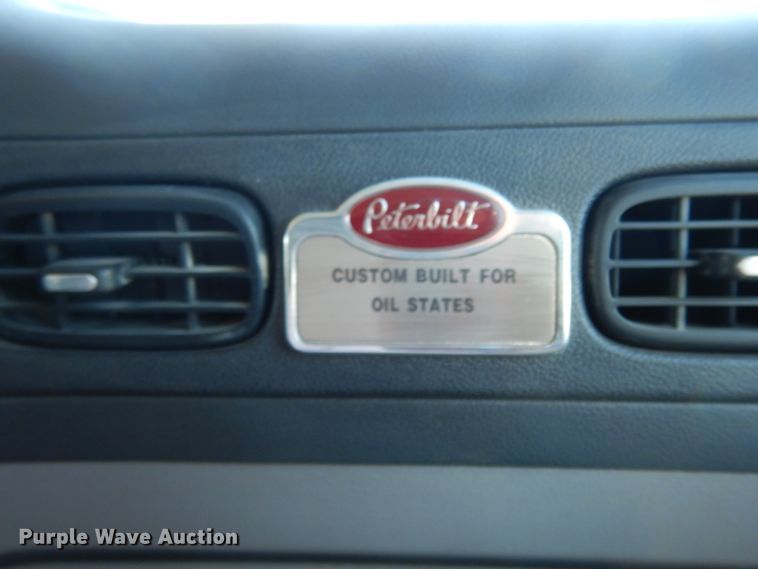 Peterbilt
CUSTOM BUILT FOR
OIL STATES
Purple Wave Auction